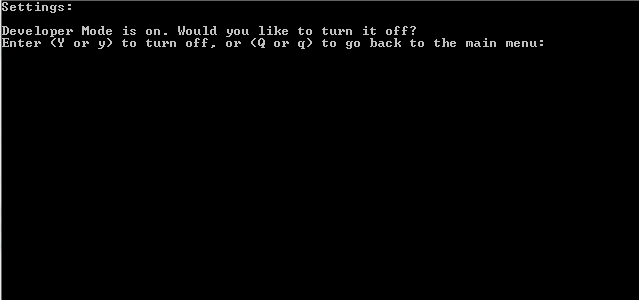 Settings:
Developer Mode is on. Would you like to turn it off?
Enter (Y or y) to turn off, or (Q or q) to go back to the main menu: